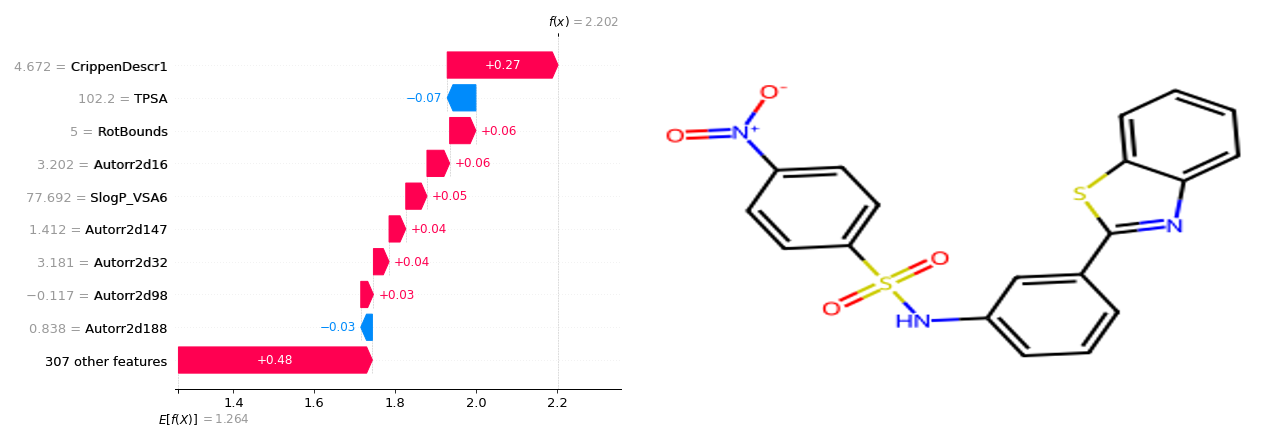 f(x) = 2.202
4.672 = CrippenDescr1
+0.27
102.2 = TPSA
−0.07
5 = RotBounds
+0.06
3.202 = Autorr2d16
+0.06
77.692 = SlogP_VSA6
+0.05
1.412 = Autorr2d147
+0.04
3.181 = Autorr2d32
+0.04
−0.117 = Autorr2d98
+0.03
0.838 = Autorr2d188
−0.03
307 other features
+0.48
1.4 1.6 1.8 2.0 2.2
E[f(X)] = 1.264
O⁻
O N⁺
S
N
O
S
O
HN